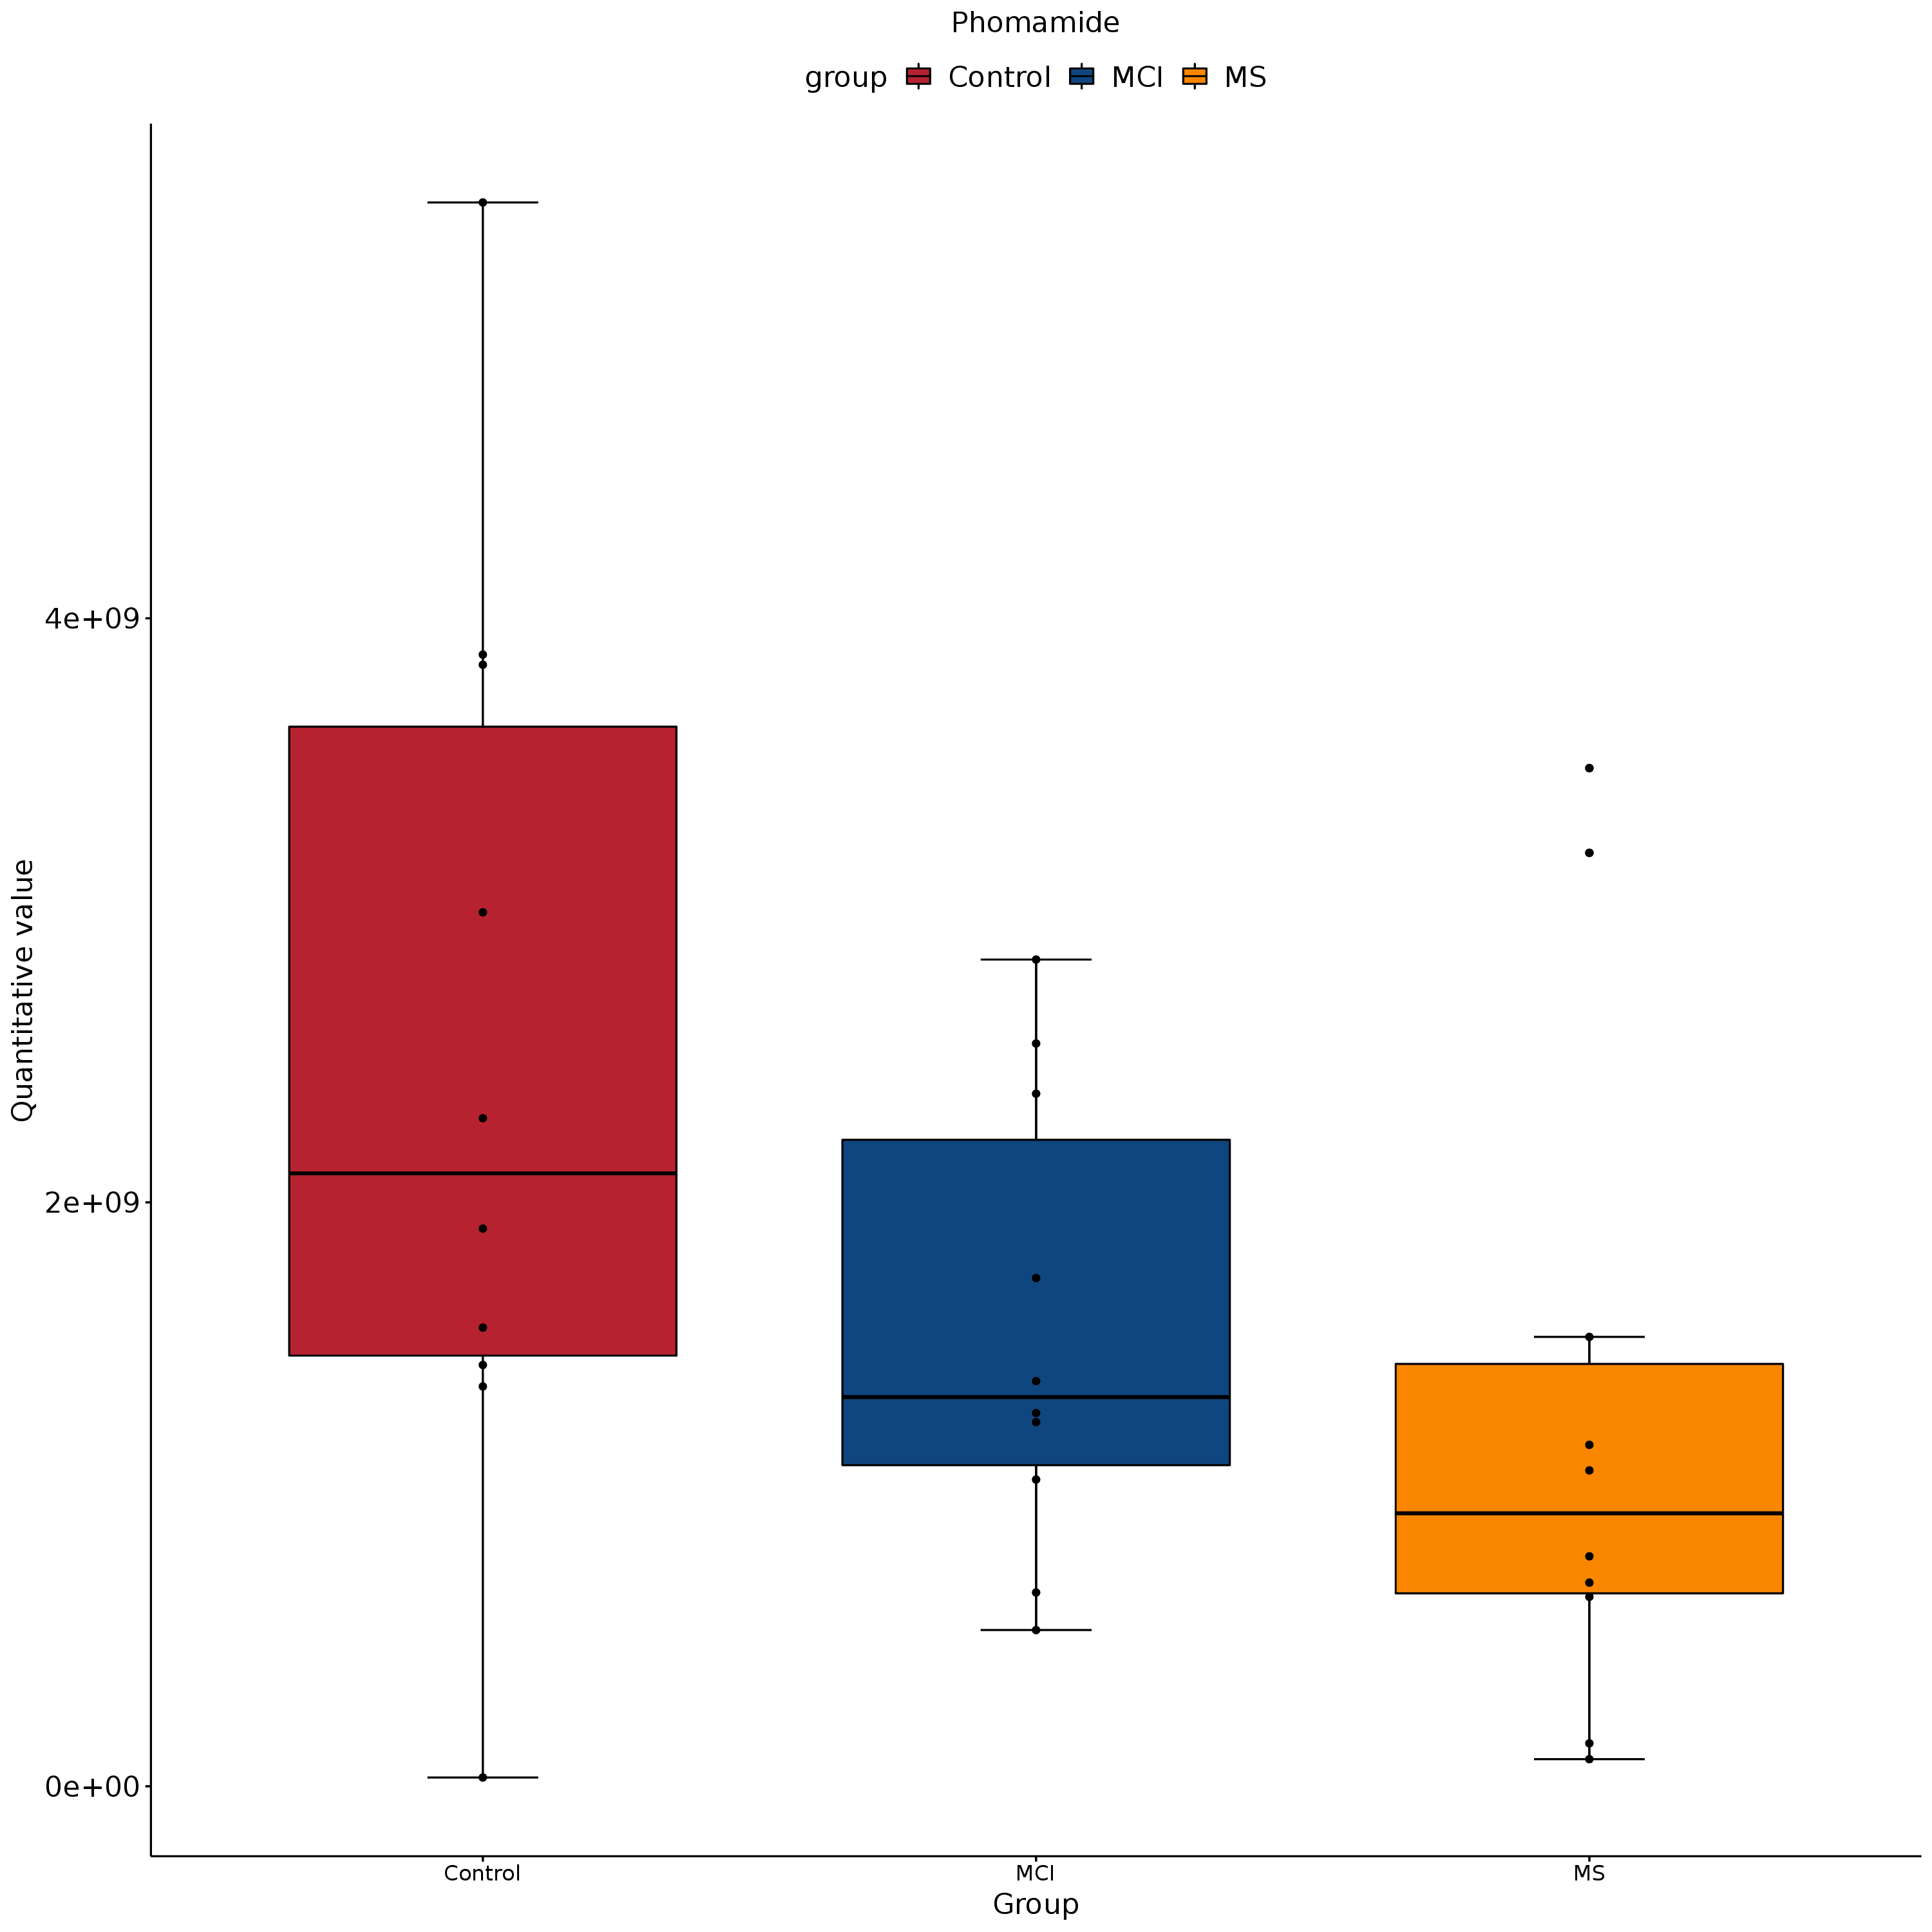 Phomamide
group Control MCI MS
Quantitative value
4e+09
2e+09
0e+00
Control MCI MS
Group